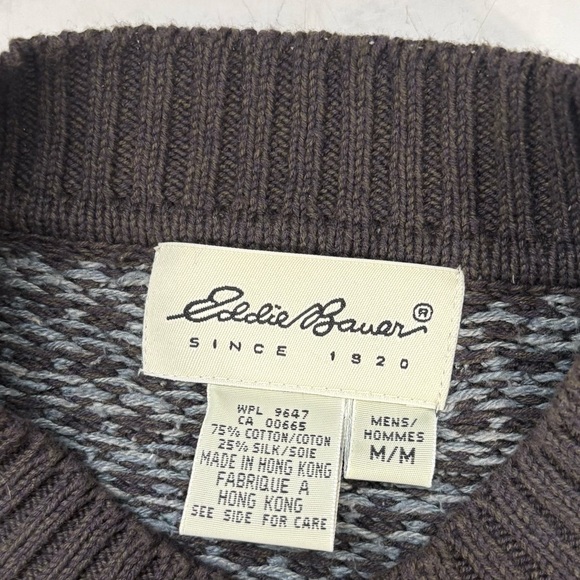 Eddie Bauer®
SINCE 1920
WPL 9647
CA 00665
75% COTTON/COTON
25% SILK/SOIE
MADE IN HONG KONG
FABRIQUE A
HONG KONG
SEE SIDE FOR CARE
MENS/
HOMMES
M/M